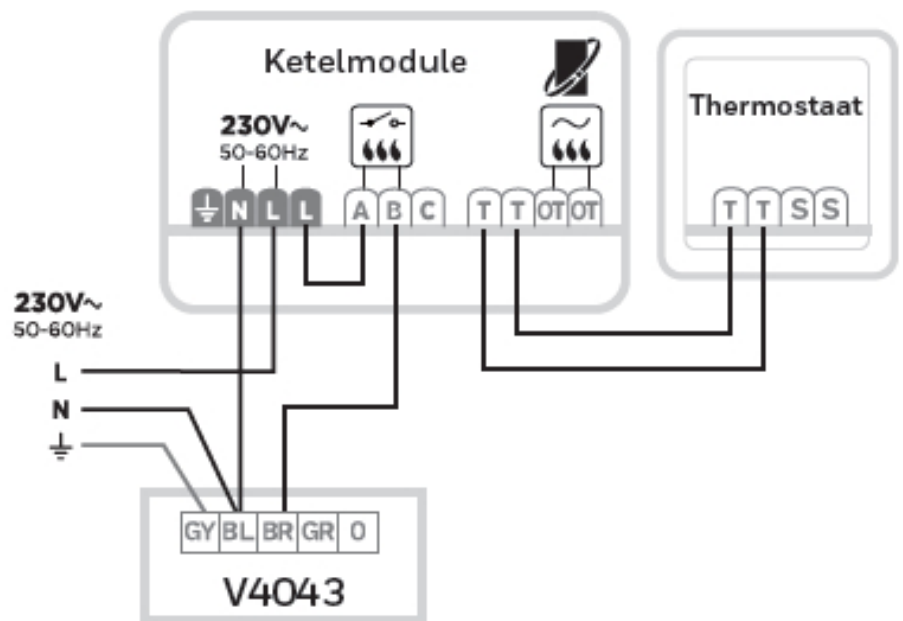 Ketelmodule
230V~
50-60Hz
N L L A B C T T OT OT
Thermostaat
T T S S
230V~
50-60Hz
L
N
GY BL BR GR O
V4043